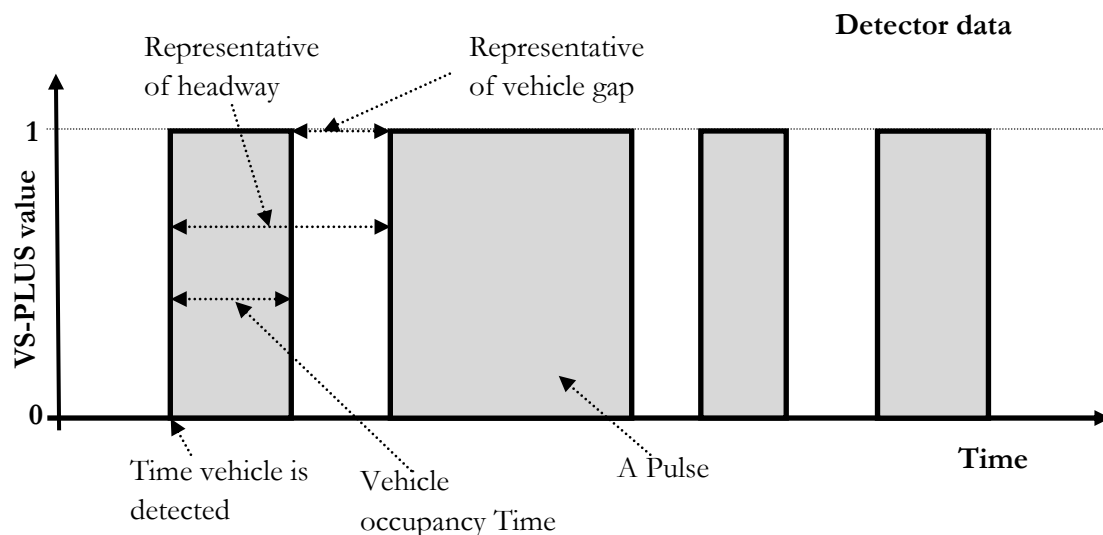 Detector data
Representative
of headway
Representative
of vehicle gap
1
VS-PLUS value
0
Time
Time vehicle is
detected
Vehicle
occupancy Time
A Pulse